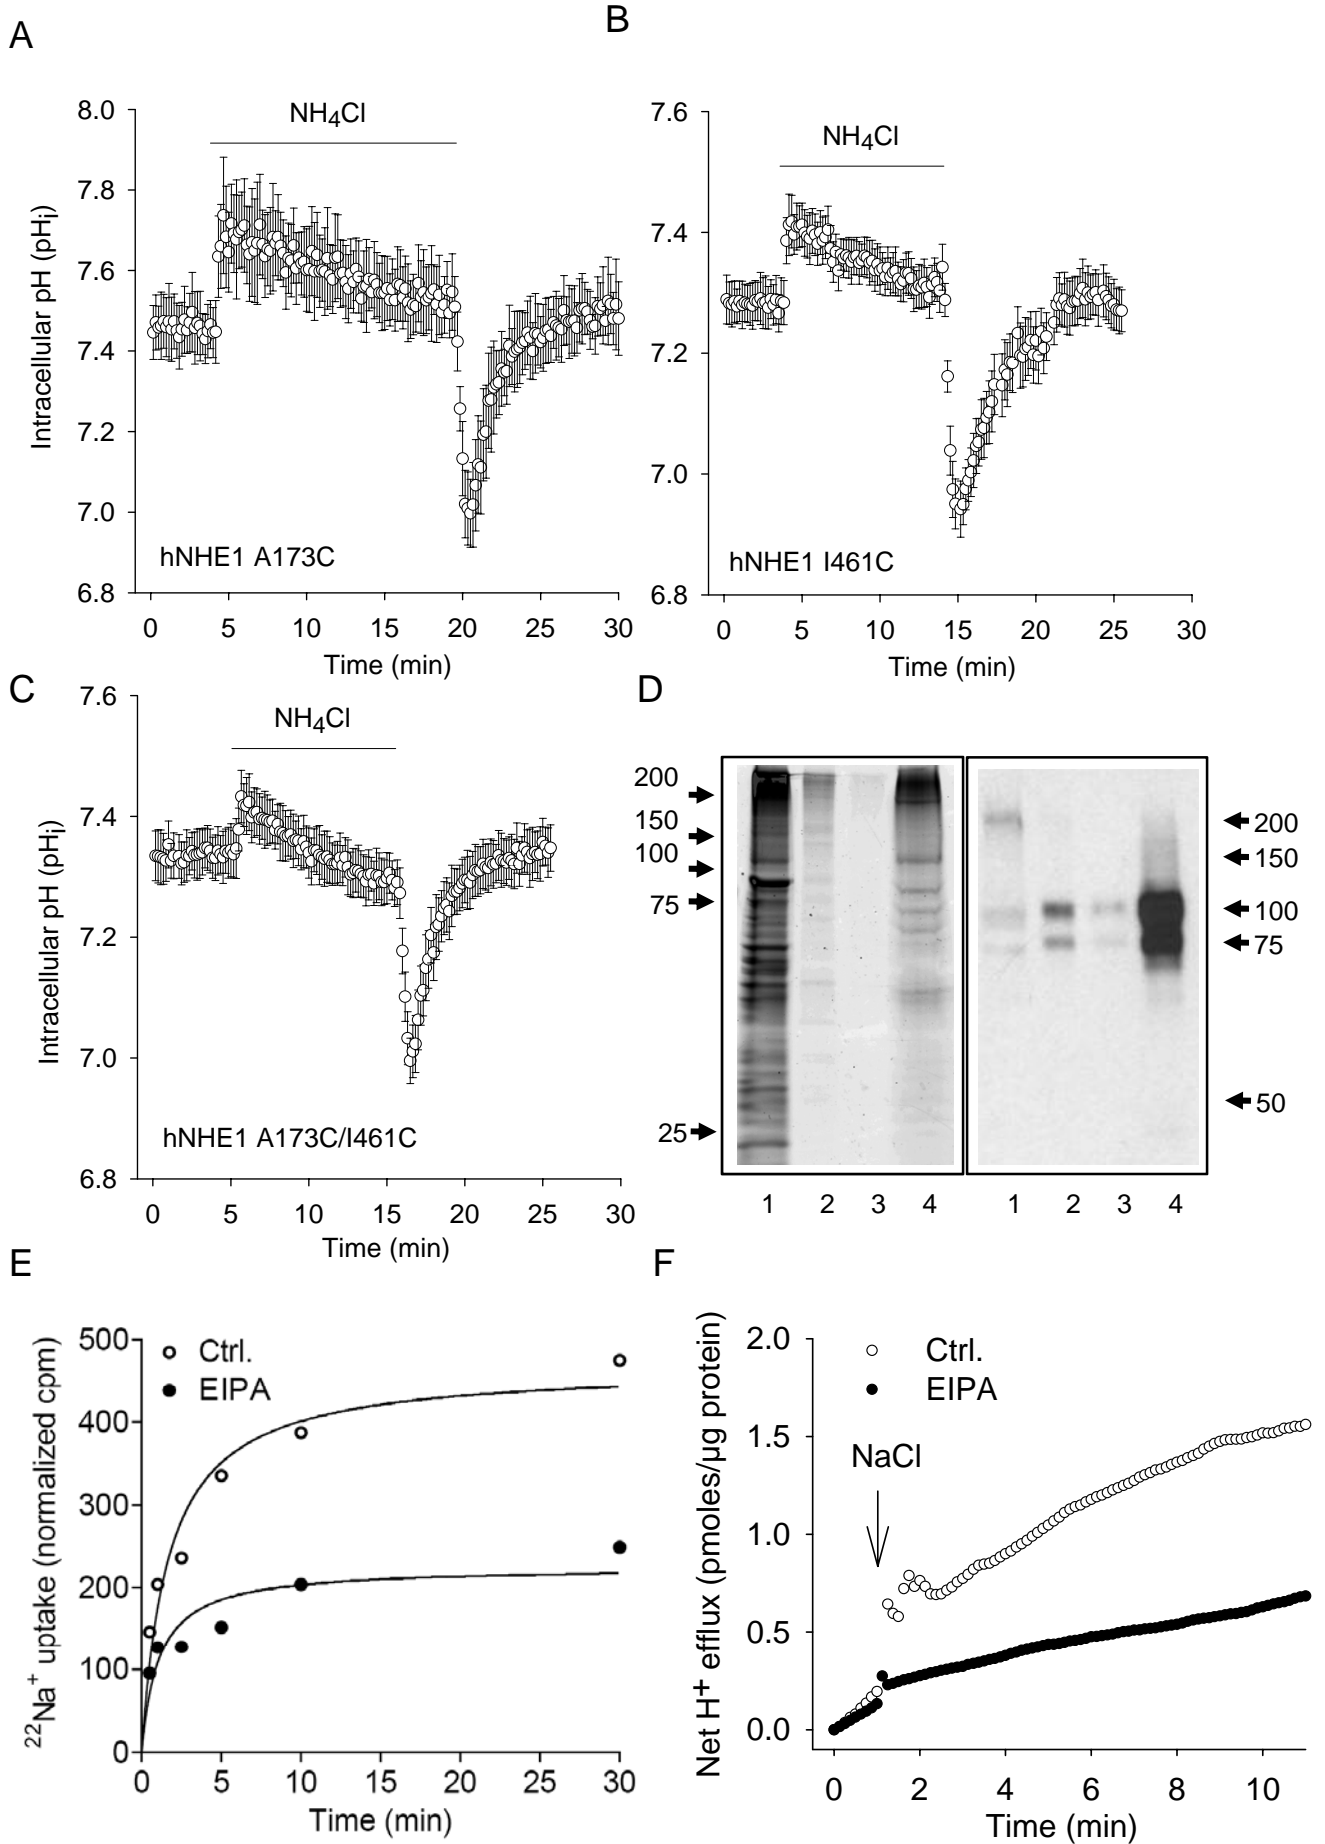 A
B
NH4Cl
8.0
7.8
7.6
7.4
7.2
7.0
6.8
Intracellular pH (pHi)
hNHE1 A173C
0 5 10 15 20 25 30
Time (min)
NH4Cl
7.6
7.4
7.2
7.0
6.8
hNHE1 I461C
0 5 10 15 20 25 30
Time (min)
C
D
NH4Cl
7.6
7.4
7.2
7.0
6.8
Intracellular pH (pHi)
hNHE1 A173C/I461C
0 5 10 15 20 25 30
Time (min)
200
150
100
75
25
200
150
100
75
50
1 2 3 4
1 2 3 4
E
F
500
400
300
200
100
0
22Na+ uptake (normalized cpm)
Ctrl.
EIPA
0 5 10 15 20 25 30
Time (min)
2.0
1.5
1.0
0.5
0.0
Net H+ efflux (pmoles/μg protein)
Ctrl.
EIPA
NaCl
0 2 4 6 8 10
Time (min)